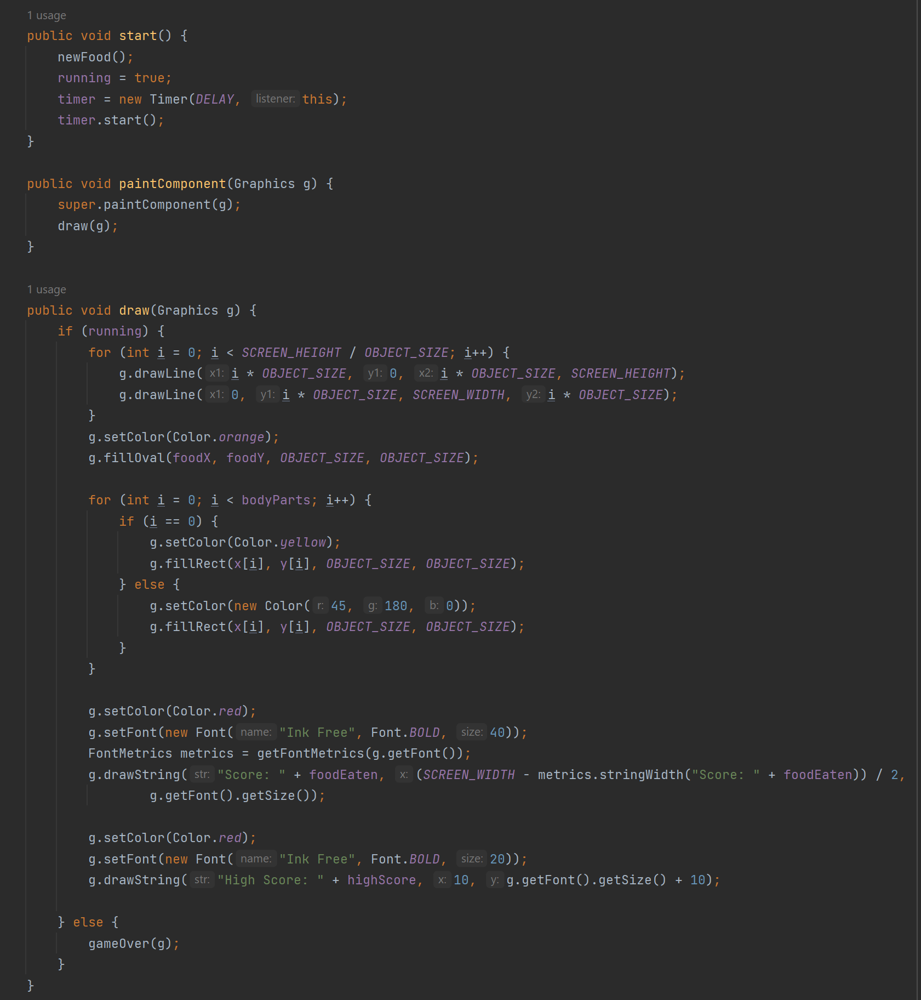 1 usage
public void start() {
newFood();
running = true;
timer = new Timer(DELAY, listener: this);
timer.start();
}
public void paintComponent(Graphics g) {
super.paintComponent(g);
draw(g);
}
1 usage
public void draw(Graphics g) {
if (running) {
for (int i = 0; i < SCREEN_HEIGHT / OBJECT_SIZE; i++) {
g.drawLine( x1: i * OBJECT_SIZE, y1: 0, x2: i * OBJECT_SIZE, SCREEN_HEIGHT);
g.drawLine( x1: 0, y1: i * OBJECT_SIZE, SCREEN_WIDTH, y2: i * OBJECT_SIZE);
}
g.setColor(Color.orange);
g.fillOval(foodX, foodY, OBJECT_SIZE, OBJECT_SIZE);
for (int i = 0; i < bodyParts; i++) {
if (i == 0) {
g.setColor(Color.yellow);
g.fillRect(x[i], y[i], OBJECT_SIZE, OBJECT_SIZE);
} else {
g.setColor(new Color( r: 45, g: 180, b: 0));
g.fillRect(x[i], y[i], OBJECT_SIZE, OBJECT_SIZE);
}
}
g.setColor(Color.red);
g.setFont(new Font( name: "Ink Free", Font.BOLD, size: 40));
FontMetrics metrics = getFontMetrics(g.getFont());
g.drawString( str: "Score: " + foodEaten, x: (SCREEN_WIDTH - metrics.stringWidth("Score: " + foodEaten)) / 2,
g.getFont().getSize());
g.setColor(Color.red);
g.setFont(new Font( name: "Ink Free", Font.BOLD, size: 20));
g.drawString( str: "High Score: " + highScore, x: 10, y: g.getFont().getSize() + 10);
} else {
gameOver(g);
}
}